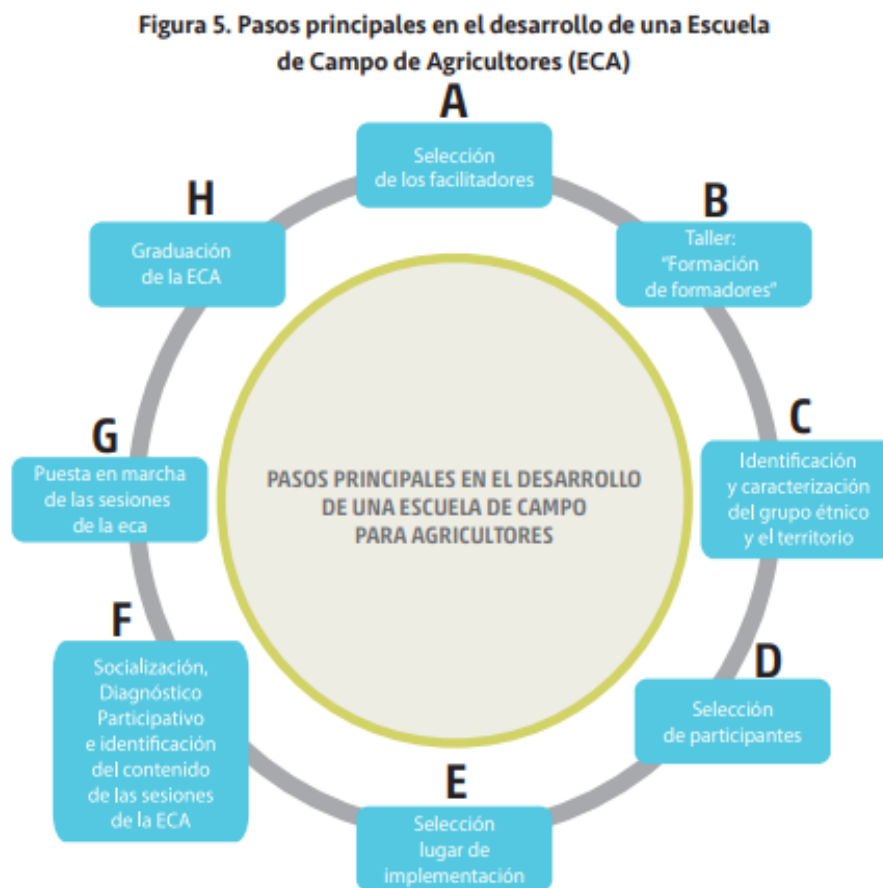 Figura 5. Pasos principales en el desarrollo de una Escuela
de Campo de Agricultores (ECA)
A
Selección
de los facilitadores
B
Taller:
"Formación
de formadores"
C
Identificación
y caracterización
del grupo étnico
y el territorio
D
Selección
de participantes
E
Selección
lugar de
implementación
F
Socialización,
Diagnóstico
Participativo
e identificación
del contenido
de las sesiones
de la ECA
G
Puesta en marcha
de las sesiones
de la eca
H
Graduación
de la ECA
PASOS PRINCIPALES EN EL DESARROLLO
DE UNA ESCUELA DE CAMPO
PARA AGRICULTORES